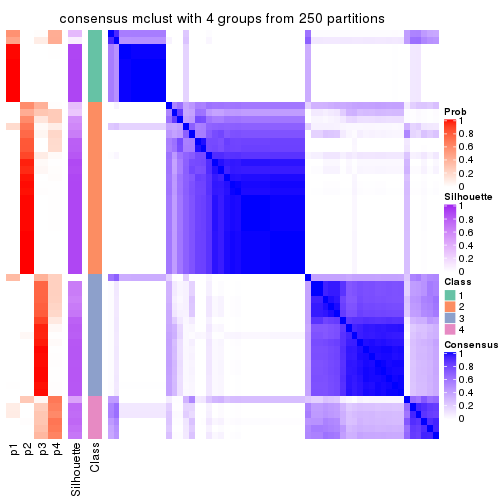 consensus mclust with 4 groups from 250 partitions
Prob
1
0.8
0.6
0.4
0.2
0
Silhouette
1
0.8
0.6
0.4
0.2
0
Class
1
2
3
4
Consensus
1
0.8
0.6
0.4
0.2
0
p1
p2
p3
p4
Silhouette
Class